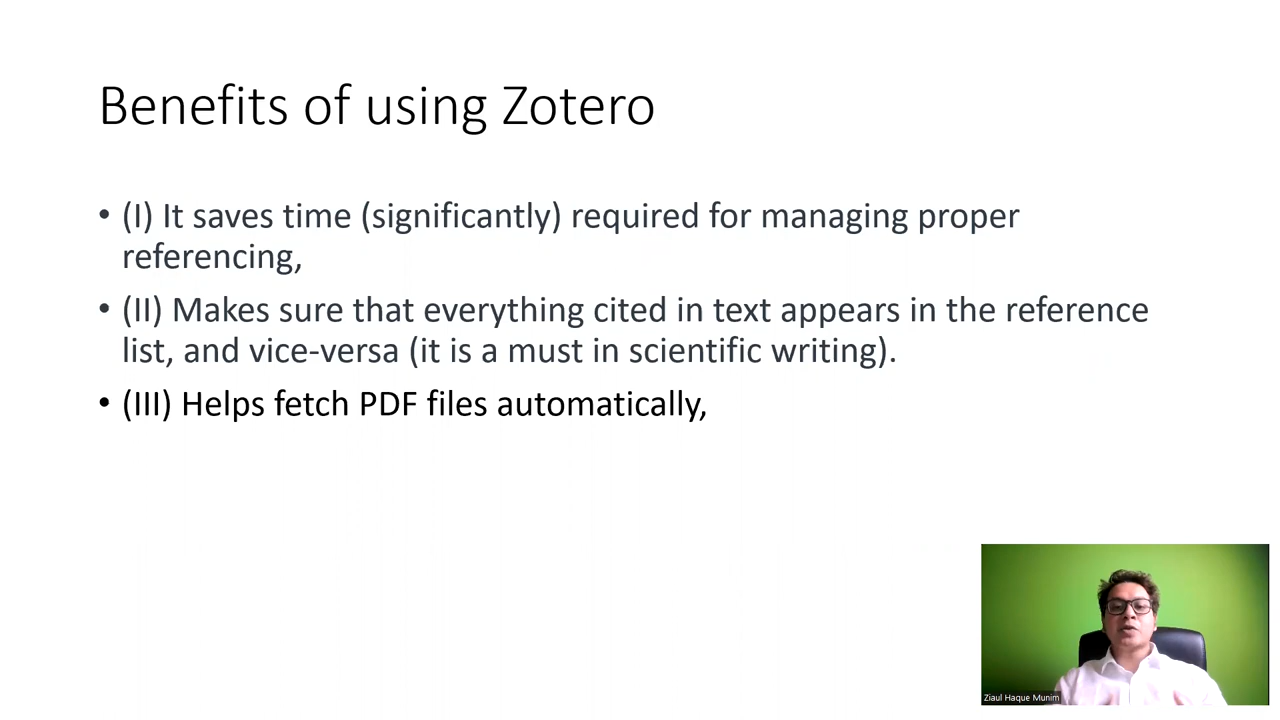 Benefits of using Zotero
• (I) It saves time (significantly) required for managing proper
referencing,
• (II) Makes sure that everything cited in text appears in the reference
list, and vice-versa (it is a must in scientific writing).
• (III) Helps fetch PDF files automatically,
Ziaul Haque Munim